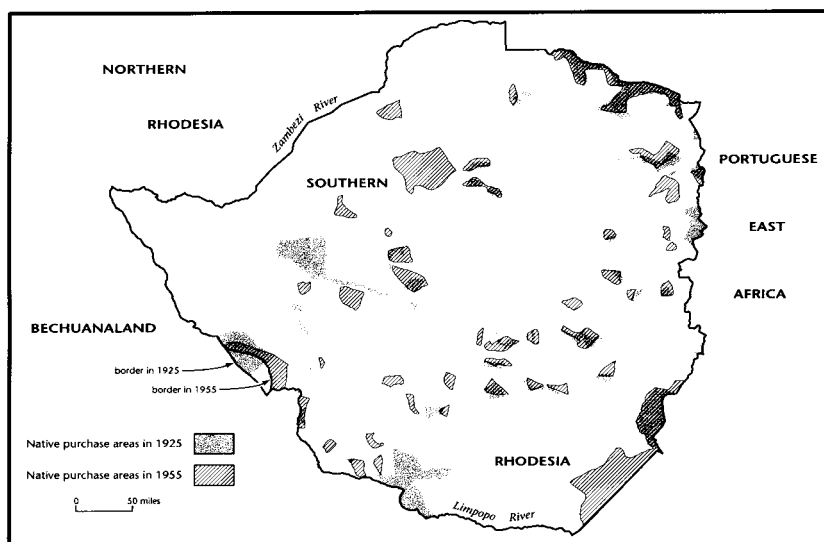 NORTHERN
RHODESIA
Zambezi River
SOUTHERN
PORTUGUESE
EAST
AFRICA
BECHUANALAND
border in 1925
border in 1955
Native purchase areas in 1925
Native purchase areas in 1955
0 50 miles
RHODESIA
Limpopo River